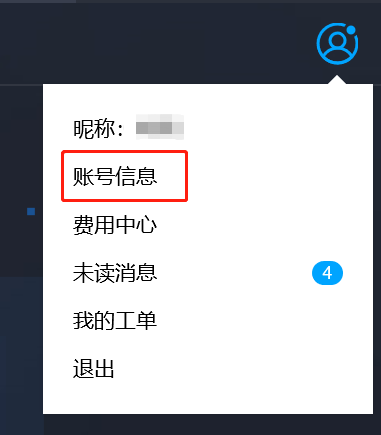 昵称：
账号信息
费用中心
未读消息 4
我的工单
退出